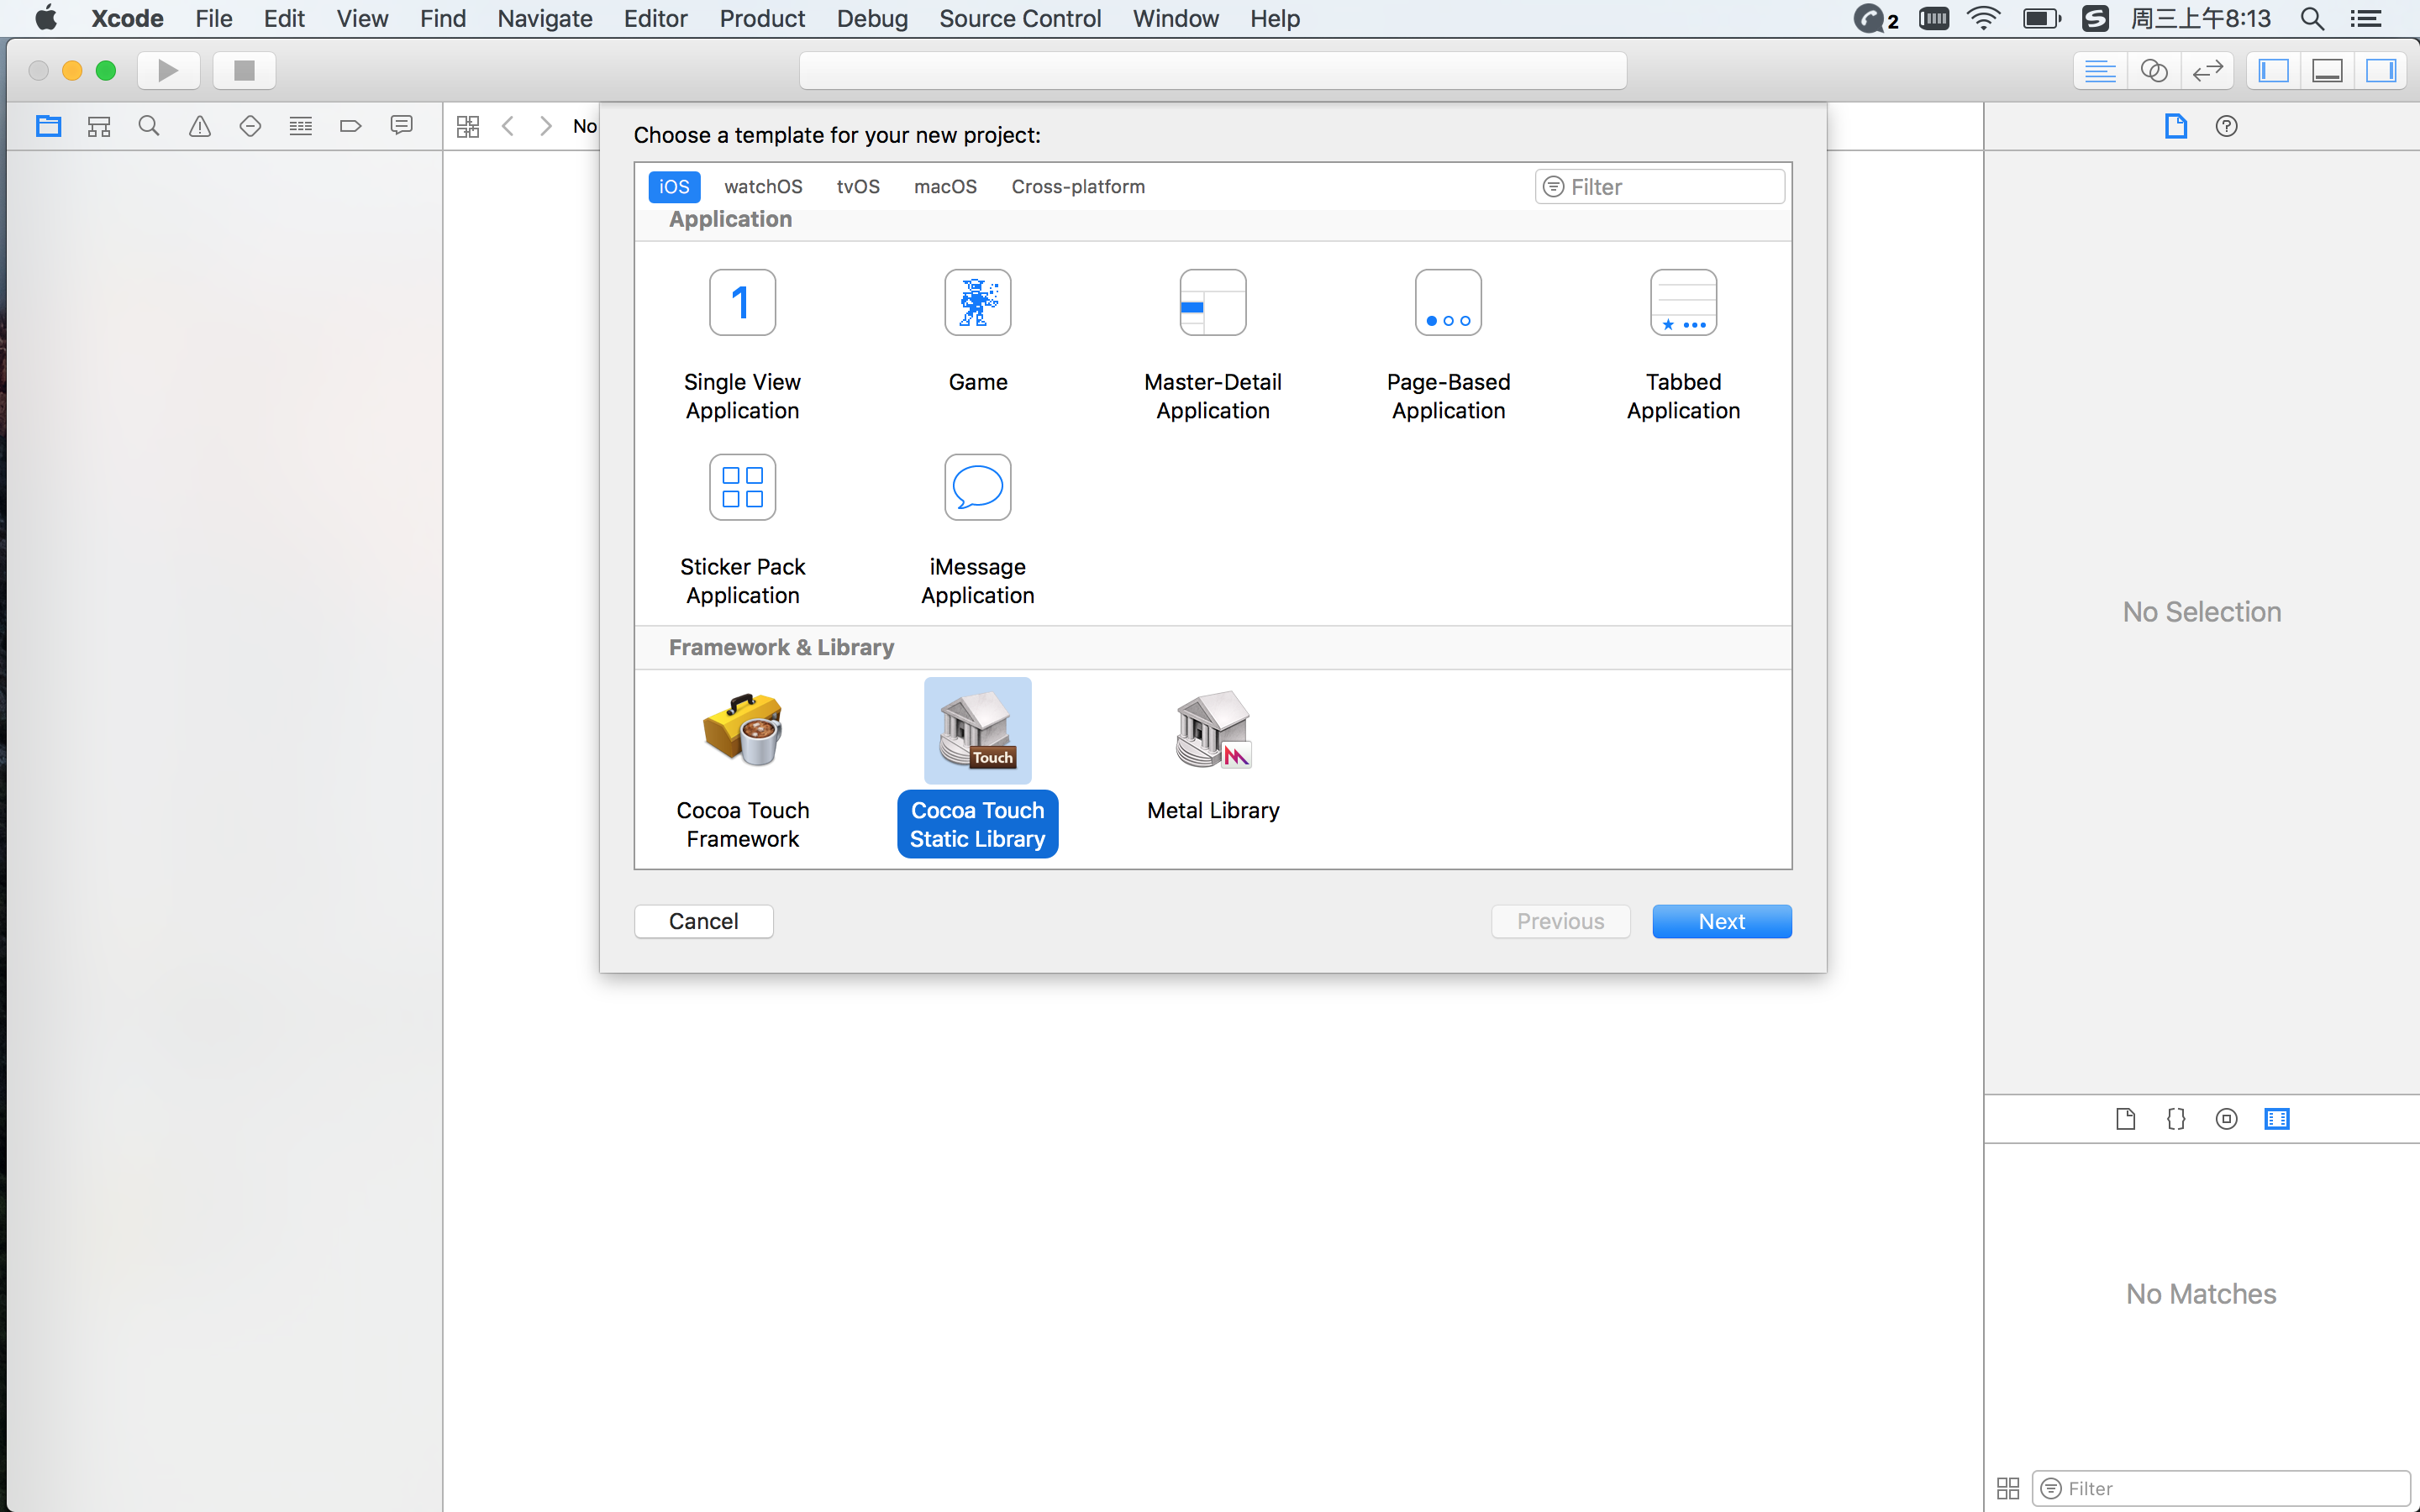 Xcode File Edit View Find Navigate Editor Product Debug Source Control Window Help 2 S 周三上午8:13
No
Choose a template for your new project:
iOS watchOS tvOS macOS Cross-platform Filter
Application
1
Single View Application
Game
Master-Detail Application
Page-Based Application
Tabbed Application
Sticker Pack Application
iMessage Application
Framework & Library
Touch
Cocoa Touch Framework
Cocoa Touch Static Library
Metal Library
Cancel Previous Next
No Selection
{}
No Matches
Filter